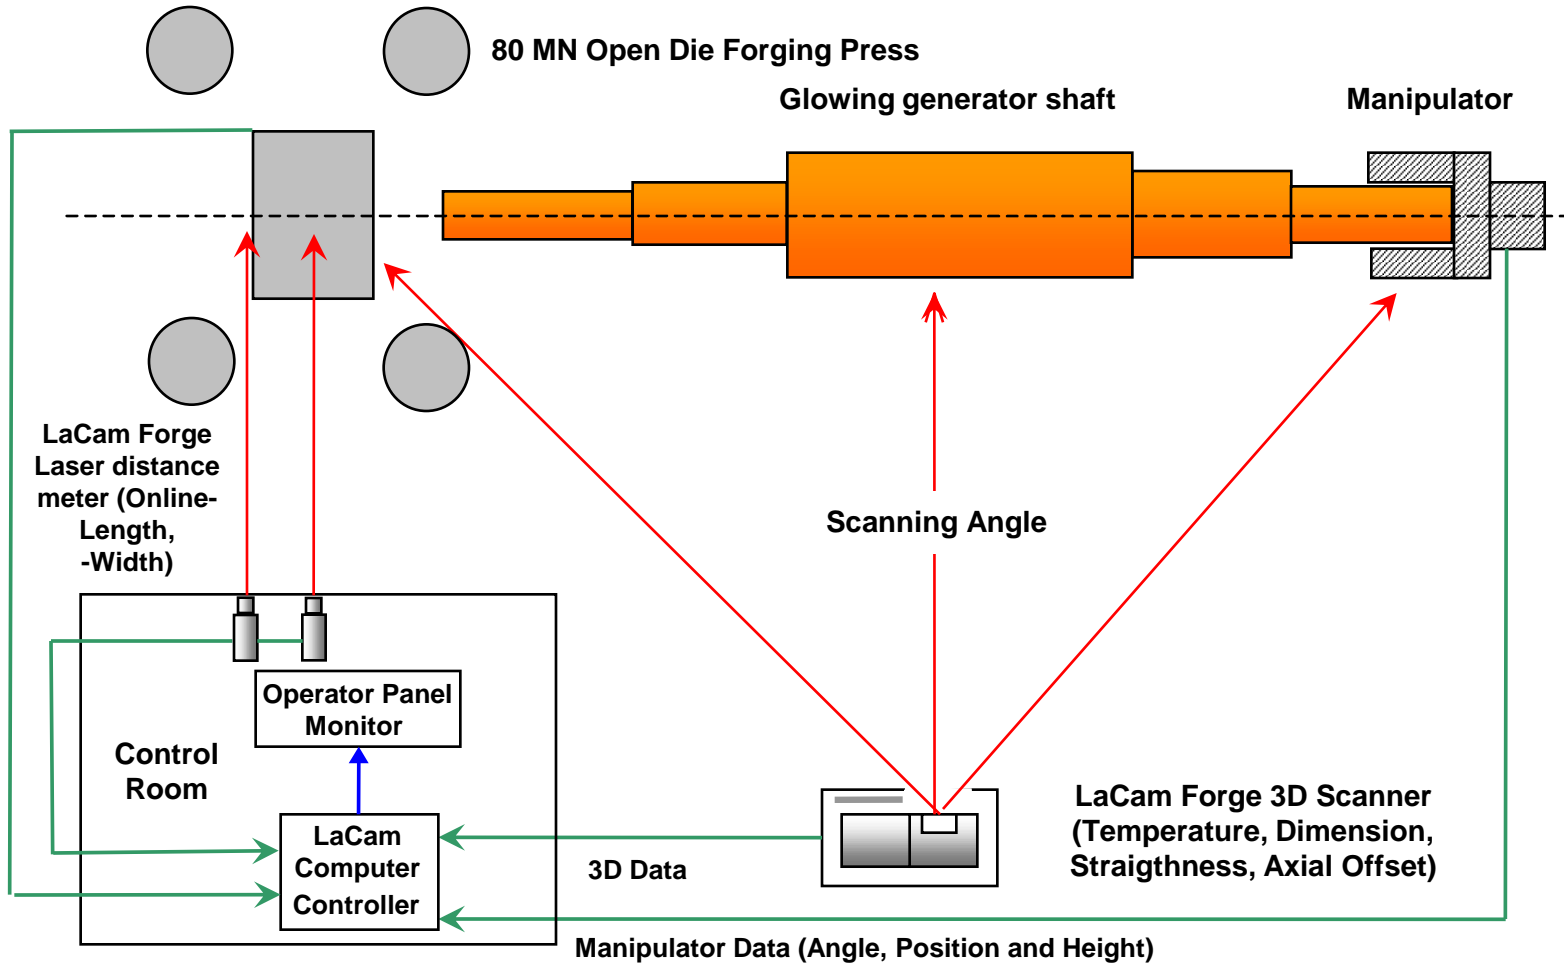 80 MN Open Die Forging Press
Glowing generator shaft
Manipulator
LaCam Forge
Laser distance
meter (Online-
Length,
-Width)
Scanning Angle
Operator Panel
Monitor
Control
Room
LaCam
Computer
Controller
3D Data
LaCam Forge 3D Scanner
(Temperature, Dimension,
Straigthness, Axial Offset)
Manipulator Data (Angle, Position and Height)